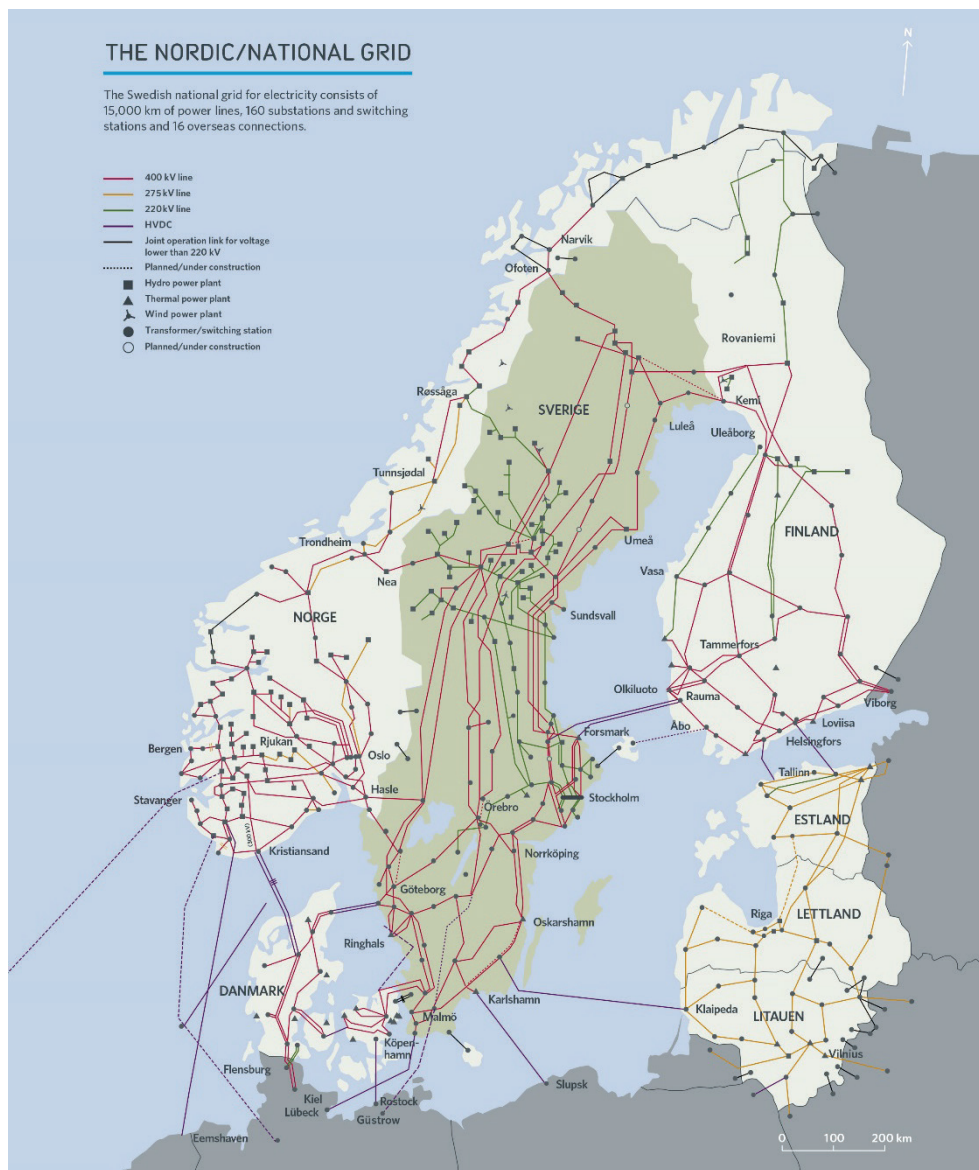 THE NORDIC/NATIONAL GRID
The Swedish national grid for electricity consists of
15,000 km of power lines, 160 substations and switching
stations and 16 overseas connections.
400 kV line
275 kV line
220 kV line
HVDC
Joint operation link for voltage
lower than 220 kV
Planned/under construction
Hydro power plant
Thermal power plant
Wind power plant
Transformer/switching station
Planned/under construction
N
Narvik
Ofoten
Rovaniemi
Røssåga
Kemi
SVERIGE
Luleå
Uleåborg
Tunnsjødal
FINLAND
Trondheim
Umeå
Nea
Vasa
NORGE
Sundsvall
Tammerfors
Olkiluoto
Rauma
Viborg
Forsmark
Åbo
Loviisa
Bergen
Rjukan
Oslo
Helsingfors
Tallinn
Hasle
Stavanger
Örebro
Stockholm
ESTLAND
(300 kV)
Kristiansand
Norrköping
Göteborg
Riga
LETTLAND
Oskarshamn
Ringhals
DANMARK
Karlshamn
Klaipeda
LITAUEN
Malmö
Köpen-
hamn
Vilnius
Flensburg
Slupsk
Kiel
Lübeck
Rostock
Güstrow
Eemshaven
0 100 200 km